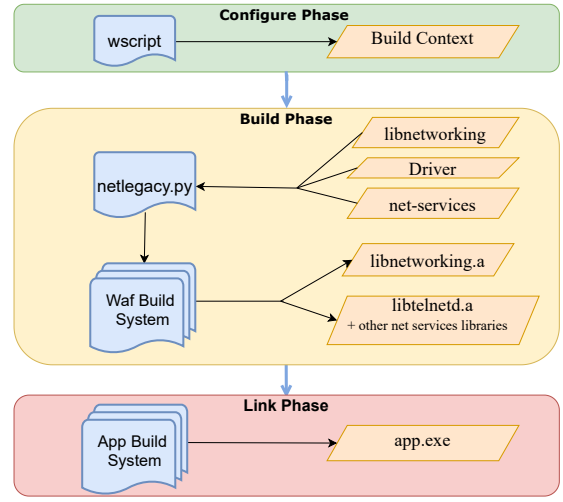 Configure Phase
wscript
Build Context
Build Phase
libnetworking
Driver
net-services
netlegacy.py
libnetworking.a
Waf Build
System
libtelnetd.a
+ other net services libraries
Link Phase
App Build
System
app.exe